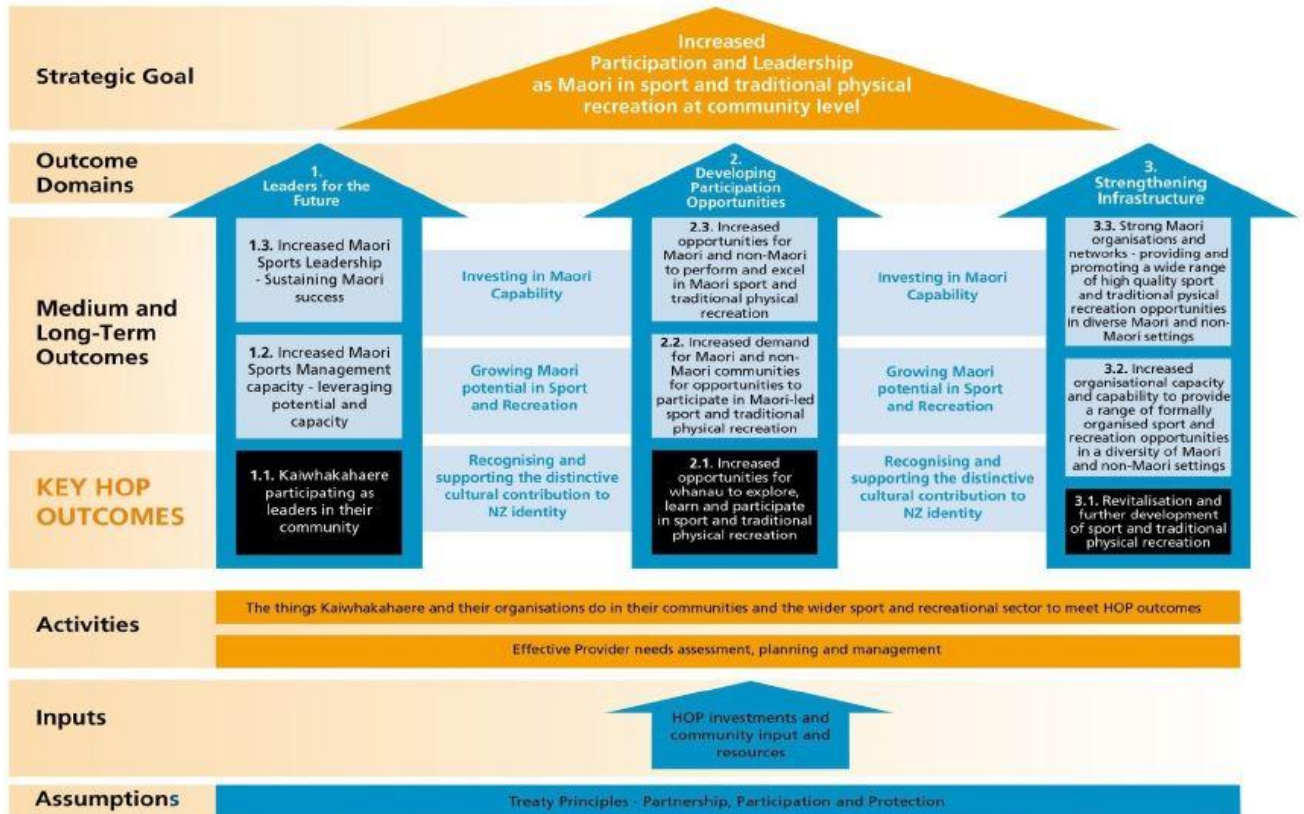 Strategic Goal
Increased
Participation and Leadership
as Maori in sport and traditional physical
recreation at community level
Outcome
Domains
1.
Leaders for the
Future
2.
Developing
Participation
Opportunities
3.
Strengthening
Infrastructure
Medium and
Long-Term
Outcomes
1.3. Increased Maori
Sports Leadership
- Sustaining Maori
success
Investing in Maori
Capability
2.3. Increased
opportunities for
Maori and non-Maori
to perform and excel
in Maori sport and
traditional physical
recreation
Investing in Maori
Capability
3.3. Strong Maori
organisations and
networks - providing and
promoting a wide range
of high quality sport
and traditional pysical
recreation opportunities
in diverse Maori and non-
Maori settings
1.2. Increased Maori
Sports Management
capacity - leveraging
potential and
capacity
Growing Maori
potential in Sport
and Recreation
2.2. Increased demand
for Maori and non-
Maori communities
for opportunities to
participate in Maori-led
sport and traditional
physical recreation
Growing Maori
potential in Sport
and Recreation
3.2. Increased
organisational capacity
and capability to provide
a range of formally
organised sport and
recreation opportunities
in a diversity of Maori
and non-Maori settings
KEY HOP
OUTCOMES
1.1. Kaiwhakahaere
participating as
leaders in their
community
Recognising and
supporting the distinctive
cultural contribution to
NZ identity
2.1. Increased
opportunities for
whanau to explore,
learn and participate
in sport and traditional
physical recreation
Recognising and
supporting the distinctive
cultural contribution to
NZ identity
3.1. Revitalisation and
further development
of sport and traditional
physical recreation
Activities
The things Kaiwhakahaere and their organisations do in their communities and the wider sport and recreational sector to meet HOP outcomes
Effective Provider needs assessment, planning and management
Inputs
HOP investments and
community input and
resources
Assumptions
Treaty Principles - Partnership, Participation and Protection